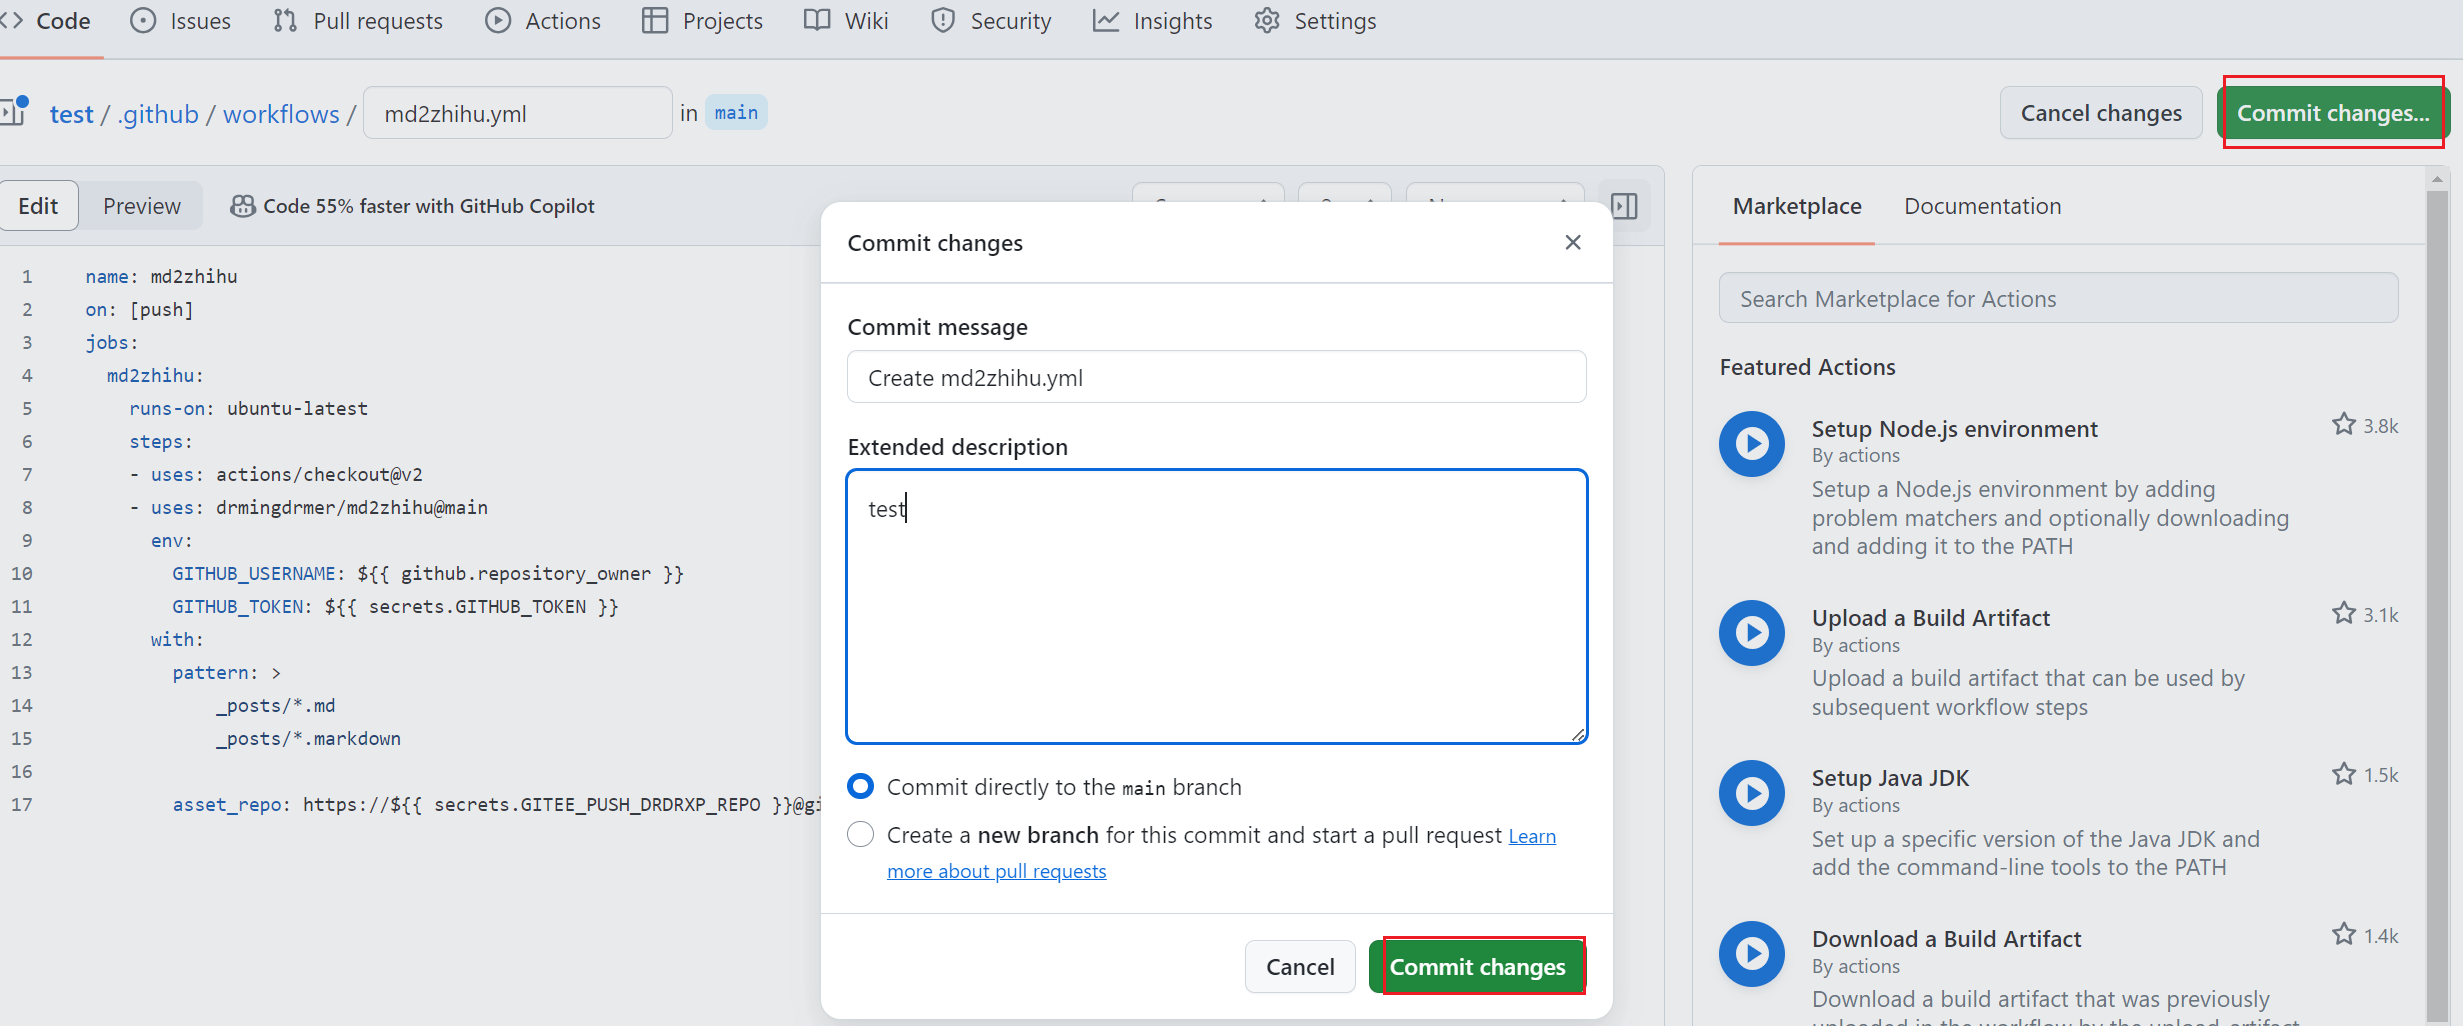 Code Issues Pull requests Actions Projects Wiki Security Insights Settings
test / .github / workflows / md2zhihu.yml in main
Cancel changes Commit changes...
Edit Preview Code 55% faster with GitHub Copilot
1 name: md2zhihu
2 on: [push]
3 jobs:
4 md2zhihu:
5 runs-on: ubuntu-latest
6 steps:
7 - uses: actions/checkout@v2
8 - uses: drmingdrmer/md2zhihu@main
9 env:
10 GITHUB_USERNAME: ${{ github.repository_owner }}
11 GITHUB_TOKEN: ${{ secrets.GITHUB_TOKEN }}
12 with:
13 pattern: >
14 _posts/*.md
15 _posts/*.markdown
16
17 asset_repo: https://${{ secrets.GITEE_PUSH_DRDRXP_REPO }}@gi
Commit changes
Commit message
Create md2zhihu.yml
Extended description
test
Commit directly to the main branch
Create a new branch for this commit and start a pull request Learn
more about pull requests
Cancel Commit changes
Marketplace Documentation
Search Marketplace for Actions
Featured Actions
Setup Node.js environment 3.8k
By actions
Setup a Node.js environment by adding
problem matchers and optionally downloading
and adding it to the PATH
Upload a Build Artifact 3.1k
By actions
Upload a build artifact that can be used by
subsequent workflow steps
Setup Java JDK 1.5k
By actions
Set up a specific version of the Java JDK and
add the command-line tools to the PATH
Download a Build Artifact 1.4k
By actions
Download a build artifact that was previously
uploaded in the workflow by the upload-artifact